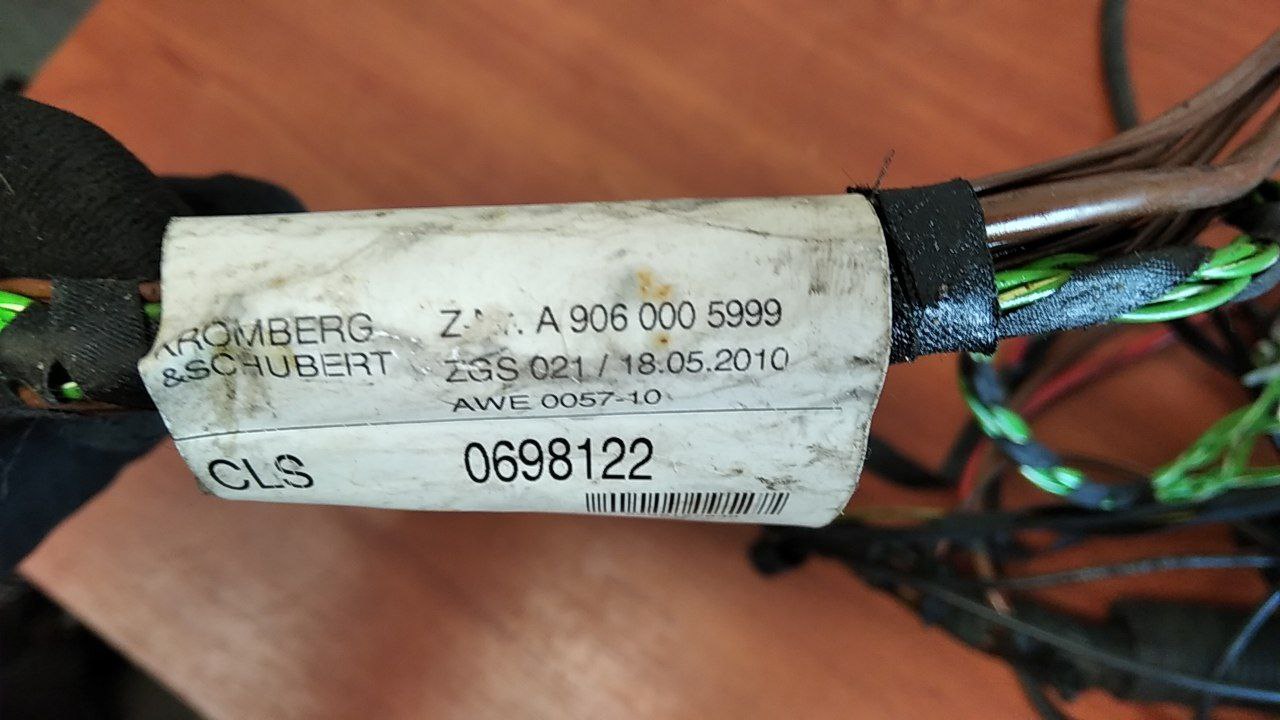 KROMBERG
&SCHUBERT
A 906 000 5999
ZGS 021 / 18.05.2010
AWE 0057-10
CLS
0698122